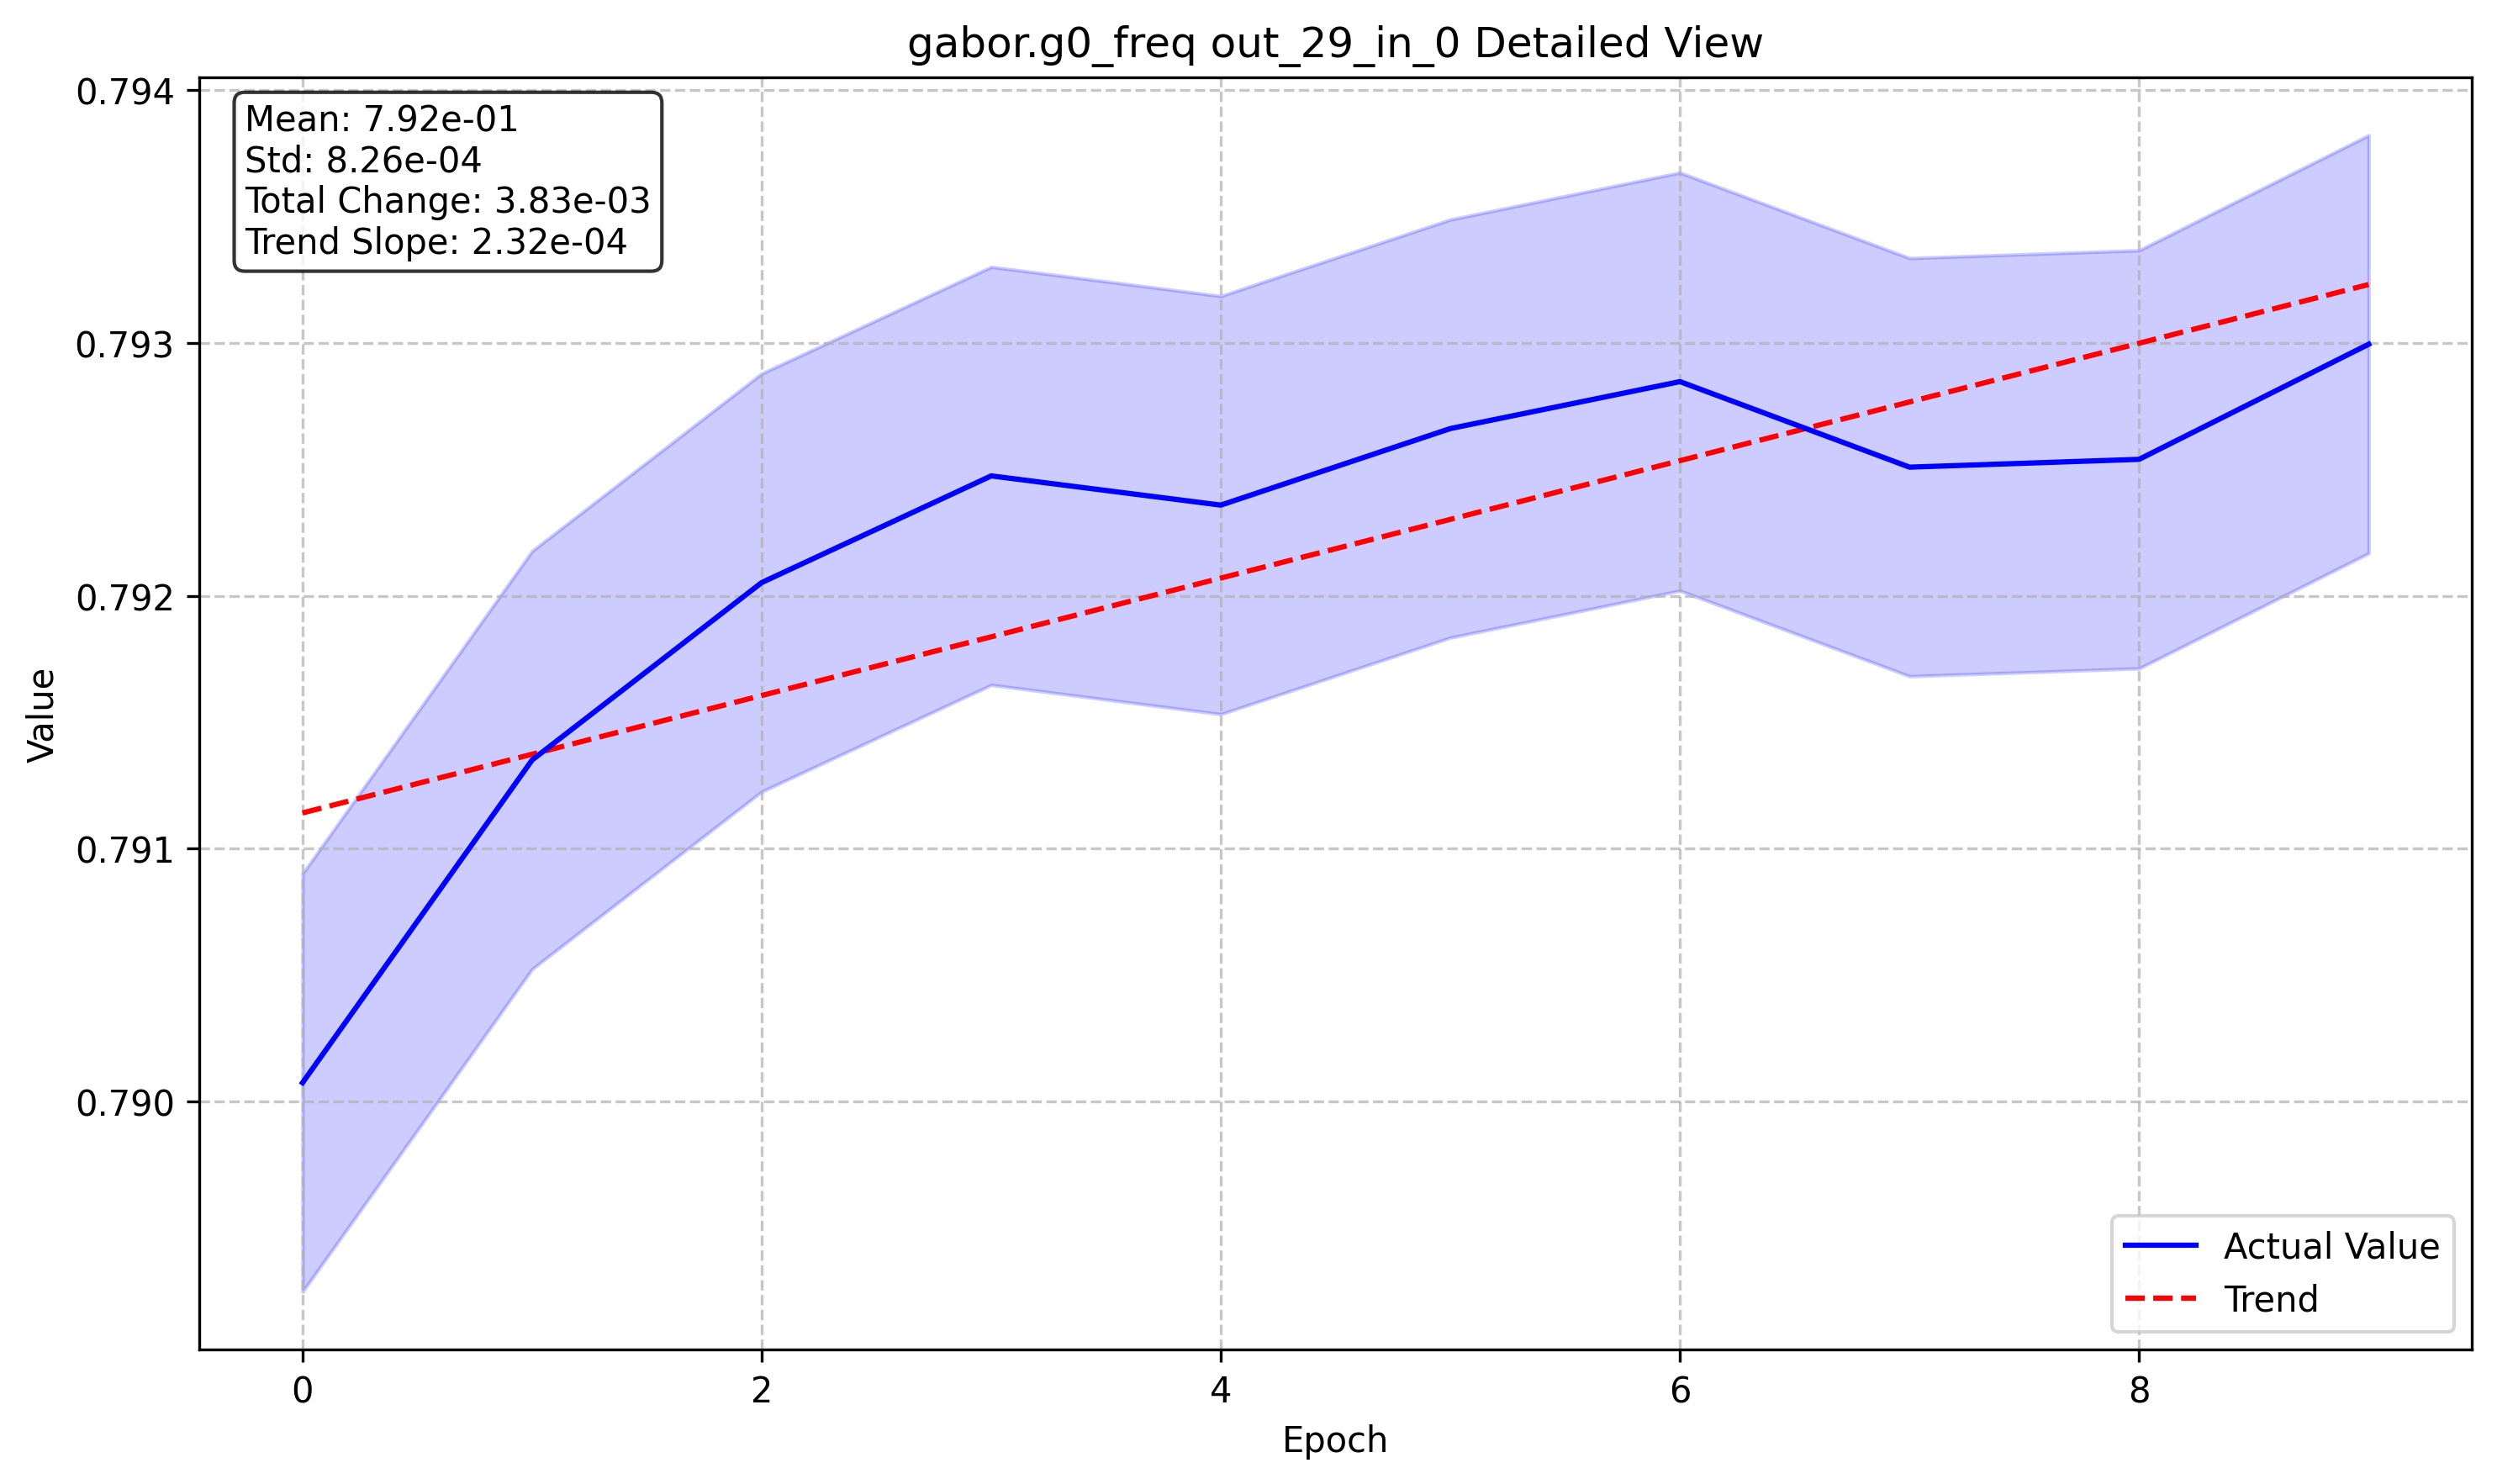 gabor.g0_freq out_29_in_0 Detailed View
Mean: 7.92e-01
Std: 8.26e-04
Total Change: 3.83e-03
Trend Slope: 2.32e-04
0.794
0.793
0.792
0.791
0.790
Value
Actual Value
Trend
0 2 4 6 8
Epoch